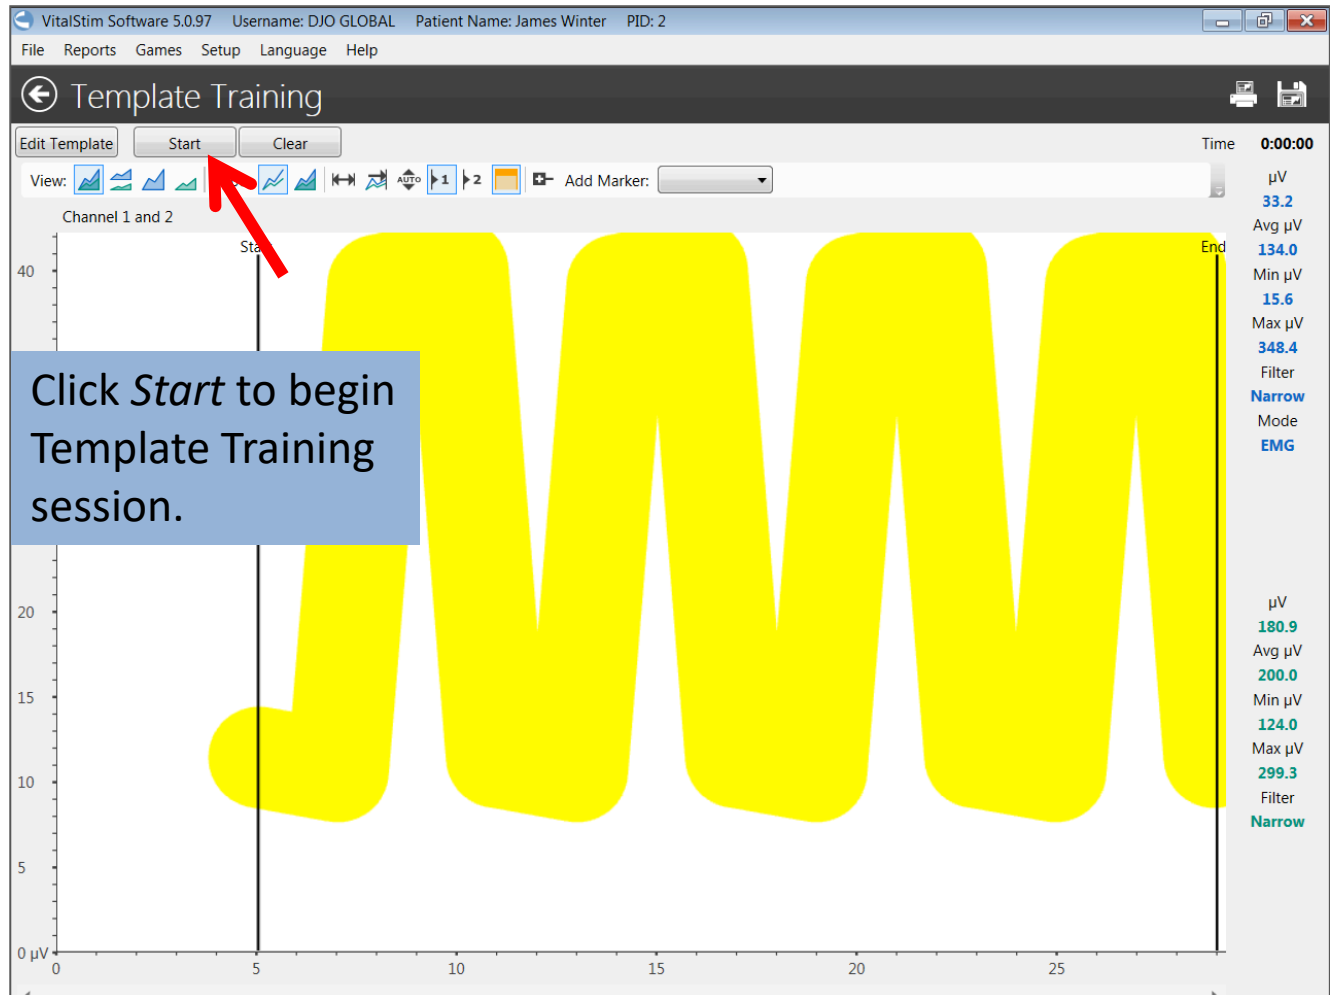 VitalStim Software 5.0.97 Username: DJO GLOBAL Patient Name: James Winter PID: 2
File Reports Games Setup Language Help
Template Training
Edit Template Start Clear Time 0:00:00
View: AUTO 1 2 Add Marker:
Channel 1 and 2
µV
33.2
Avg µV
134.0
Min µV
15.6
Max µV
348.4
Filter
Narrow
Mode
EMG
End
40
Click Start to begin
Template Training
session.
20
15
10
5
0 µV
0 5 10 15 20 25
µV
180.9
Avg µV
200.0
Min µV
124.0
Max µV
299.3
Filter
Narrow